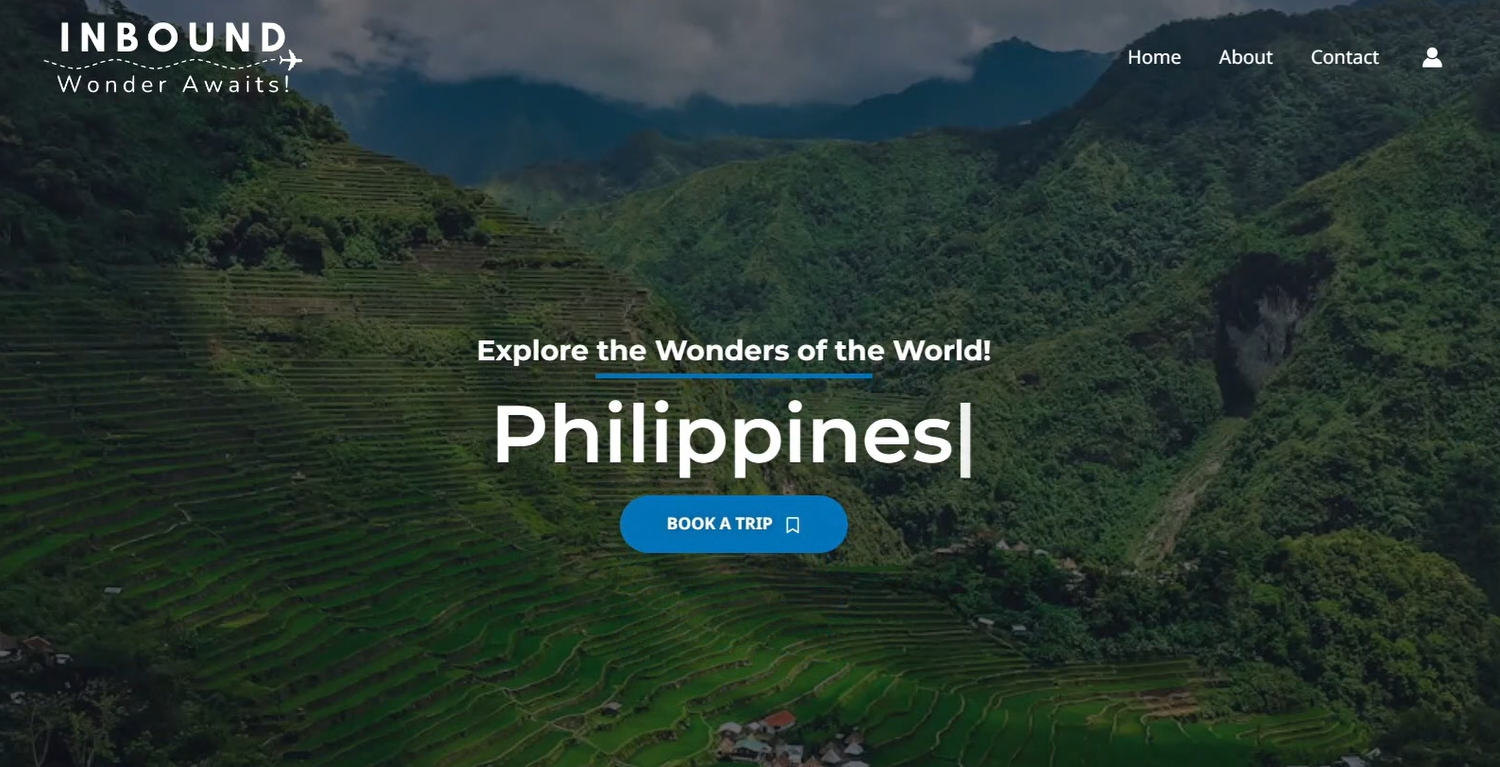 INBOUND
Wonder Awaits!
Home About Contact
Explore the Wonders of the World!
Philippines|
BOOK A TRIP